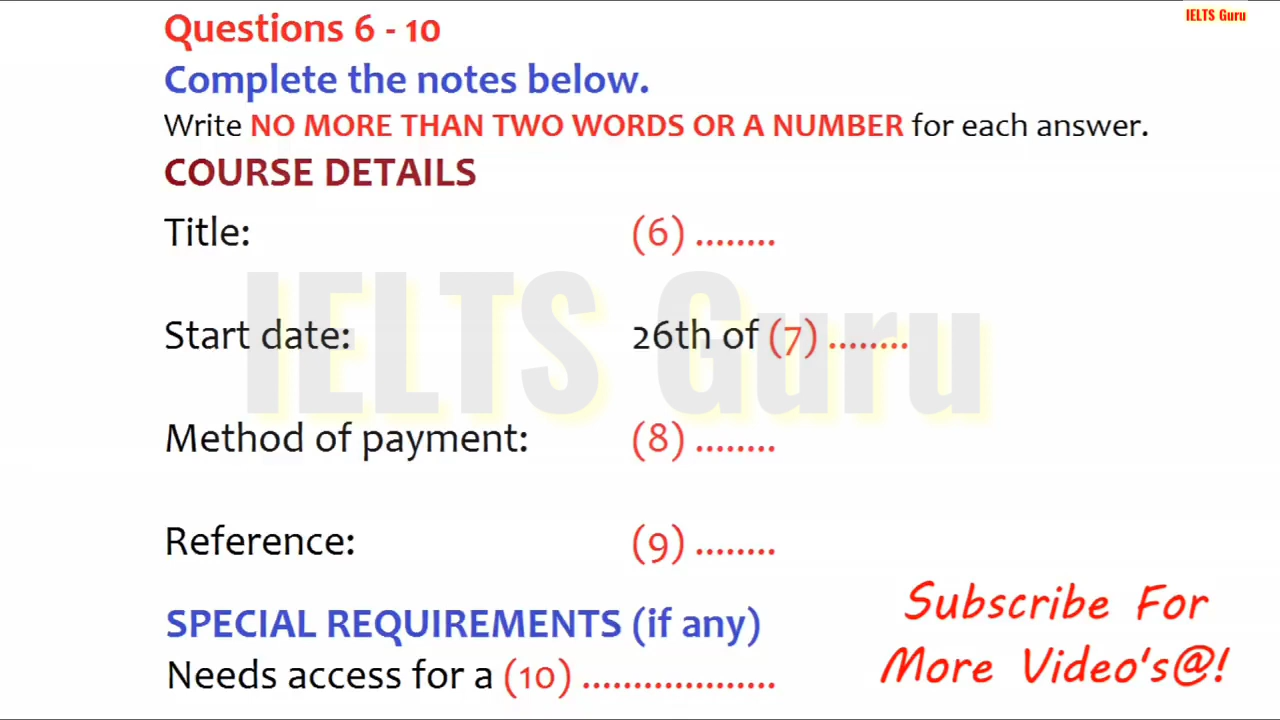 IELTS Guru
Questions 6 - 10
Complete the notes below.
Write NO MORE THAN TWO WORDS OR A NUMBER for each answer.
COURSE DETAILS
Title: (6) ........
IELTS Guru
Start date: 26th of (7) ........
Method of payment: (8) ........
Reference: (9) ........
SPECIAL REQUIREMENTS (if any)
Needs access for a (10) ...................
Subscribe For
More Video's@!